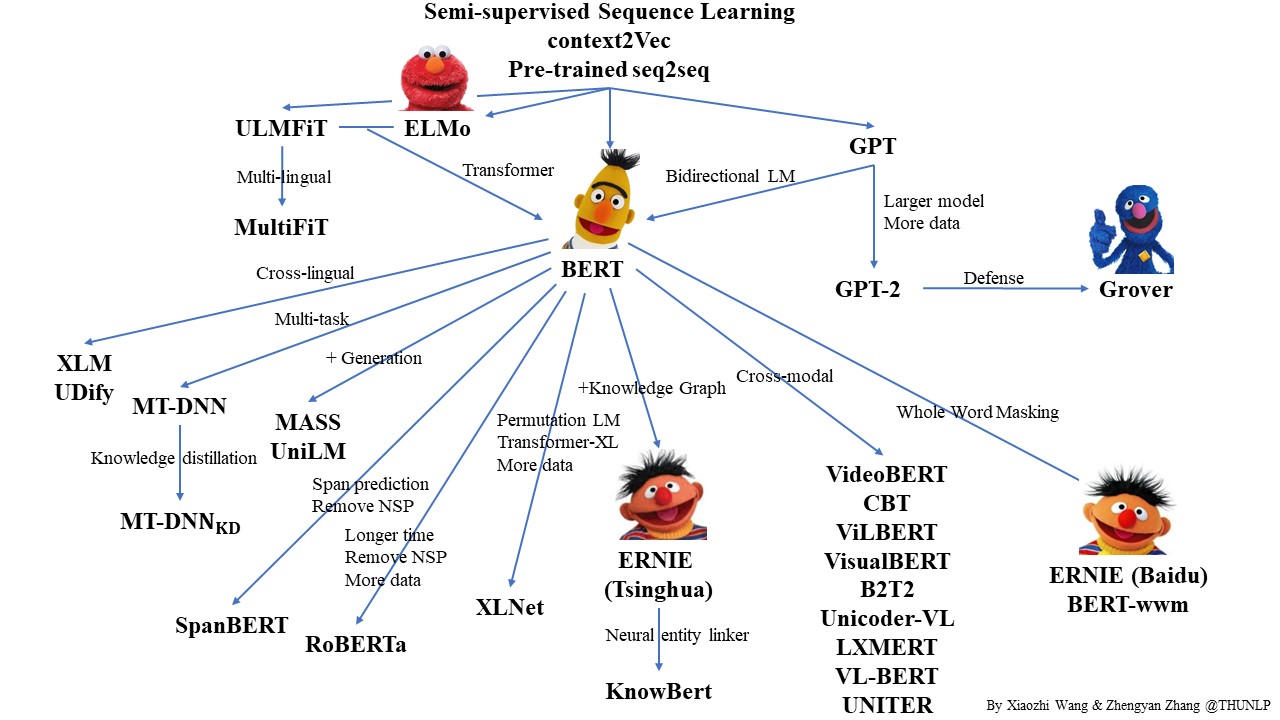 Semi-supervised Sequence Learning
context2Vec
Pre-trained seq2seq
ULMFiT
ELMo
GPT
Multi-lingual
Transformer
Bidirectional LM
Larger model
More data
MultiFiT
BERT
GPT-2
Defense
Grover
Cross-lingual
Multi-task
+ Generation
+Knowledge Graph
Cross-modal
Whole Word Masking
XLM
UDify
MT-DNN
MASS
UniLM
Permutation LM
Transformer-XL
More data
Knowledge distillation
MT-DNNKD
Span prediction
Remove NSP
Longer time
Remove NSP
More data
SpanBERT
RoBERTa
XLNet
ERNIE
(Tsinghua)
Neural entity linker
KnowBert
VideoBERT
CBT
ViLBERT
VisualBERT
B2T2
Unicoder-VL
LXMERT
VL-BERT
UNITER
ERNIE (Baidu)
BERT-wwm
By Xiaozhi Wang & Zhengyan Zhang @THUNLP